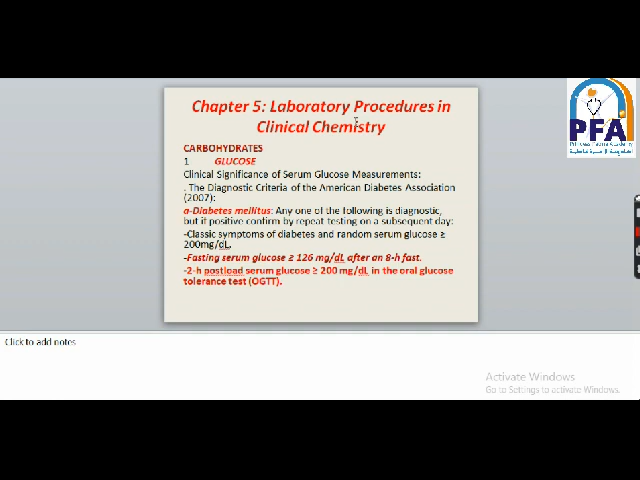 Chapter 5: Laboratory Procedures in
Clinical Chemistry
CARBOHYDRATES
1 GLUCOSE
Clinical Significance of Serum Glucose Measurements:
. The Diagnostic Criteria of the American Diabetes Association
(2007):
a-Diabetes mellitus: Any one of the following is diagnostic,
but if positive confirm by repeat testing on a subsequent day:
-Classic symptoms of diabetes and random serum glucose ≥
200mg/dL.
-Fasting serum glucose ≥ 126 mg/dL after an 8-h fast.
-2-h postload serum glucose ≥ 200 mg/dL in the oral glucose
tolerance test (OGTT).
PFA
Princess Fatma Academy
Click to add notes
Activate Windows
Go to Settings to activate Windows.